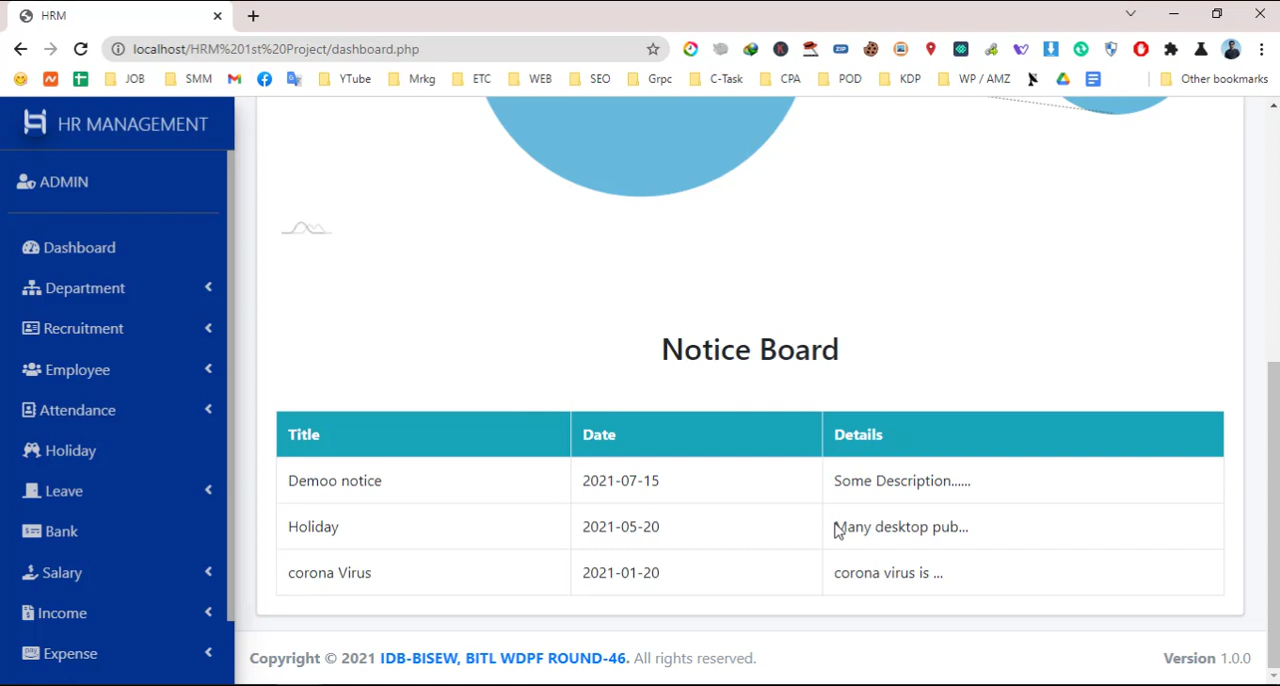 HRM
localhost/HRM%201st%20Project/dashboard.php
JOB SMM YTube Mrkg ETC WEB SEO Grpc C-Task CPA POD KDP WP / AMZ Other bookmarks
HR MANAGEMENT
ADMIN
Dashboard
Department
Recruitment
Employee
Attendance
Holiday
Leave
Bank
Salary
Income
Expense
Notice Board
Title Date Details
Demoo notice 2021-07-15 Some Description......
Holiday 2021-05-20 Many desktop pub...
corona Virus 2021-01-20 corona virus is ...
Copyright © 2021 IDB-BISEW, BITL WDPF ROUND-46. All rights reserved. Version 1.0.0